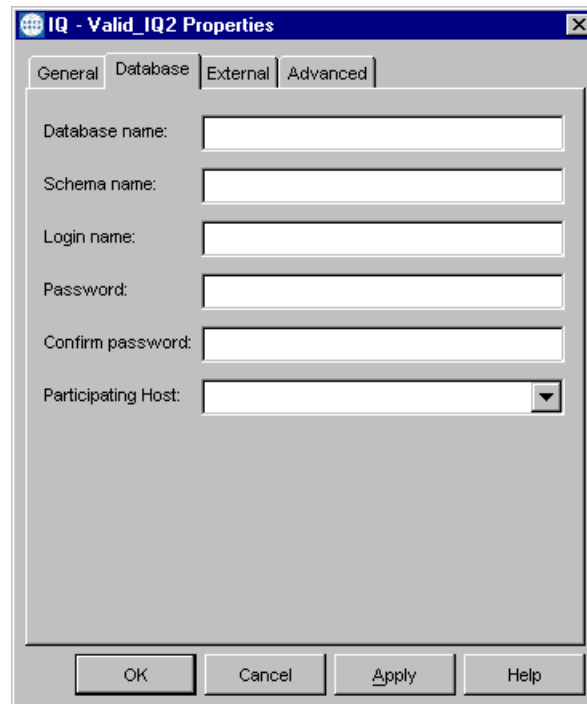 IQ - Valid_IQ2 Properties
General Database External Advanced
Database name:
Schema name:
Login name:
Password:
Confirm password:
Participating Host:
OK Cancel Apply Help